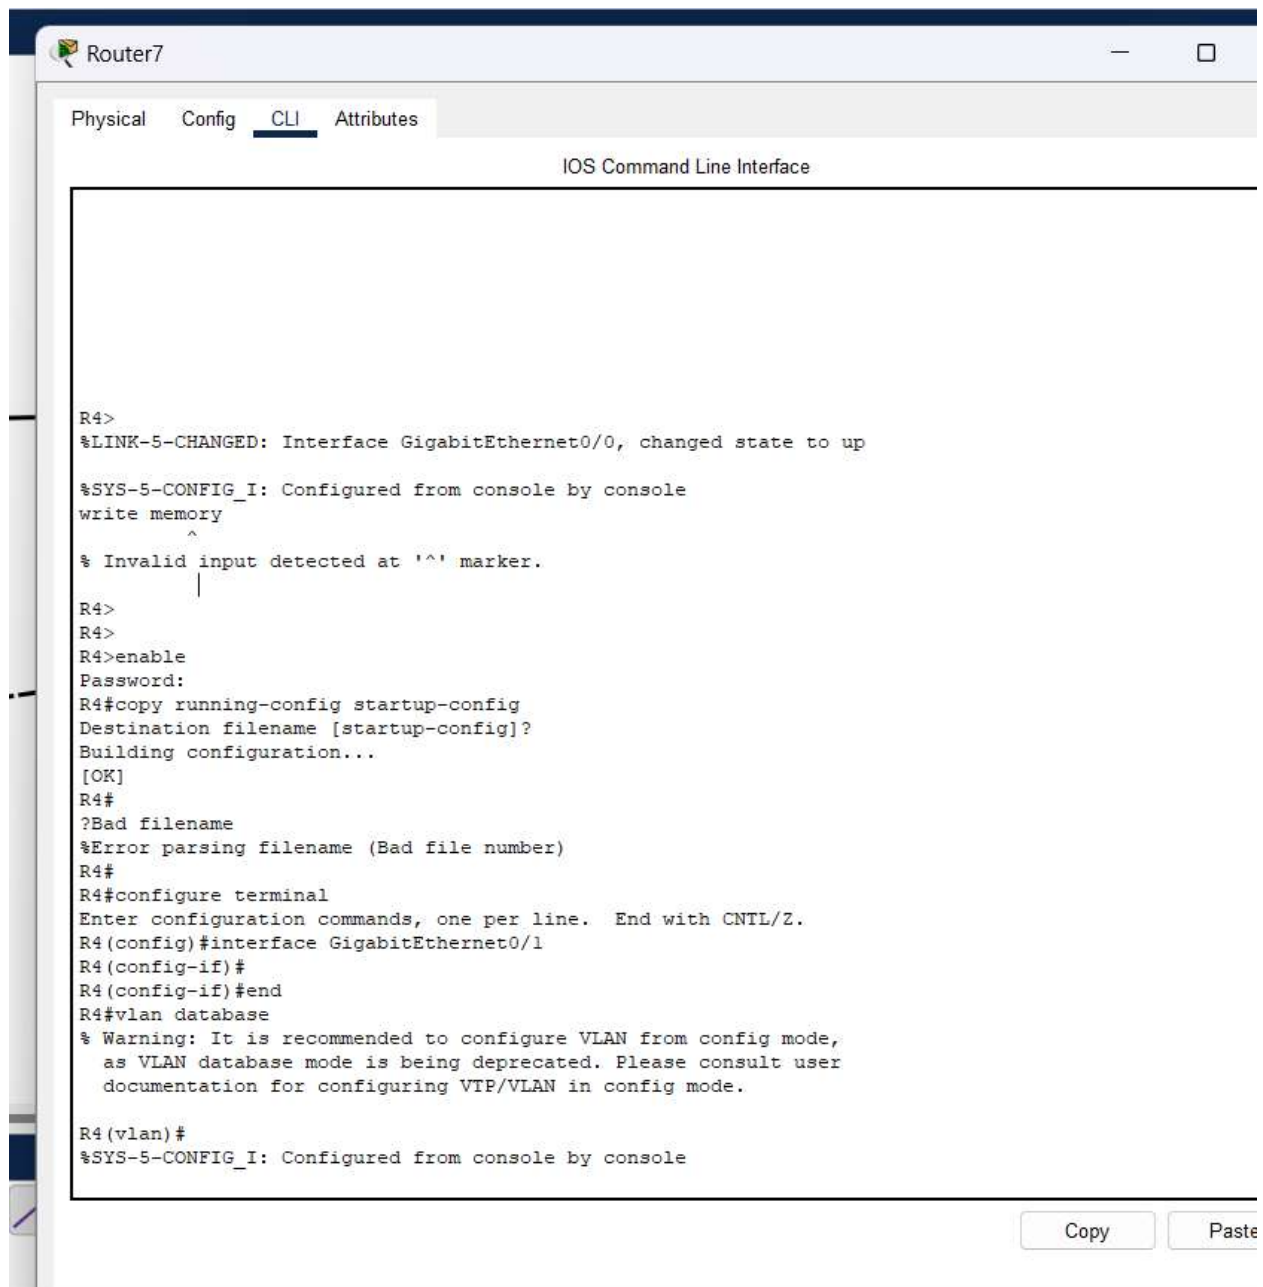 Router7
Physical Config CLI Attributes
IOS Command Line Interface
R4>
%LINK-5-CHANGED: Interface GigabitEthernet0/0, changed state to up
%SYS-5-CONFIG_I: Configured from console by console
write memory
^
% Invalid input detected at '^' marker.
R4>
R4>
R4>enable
Password:
R4#copy running-config startup-config
Destination filename [startup-config]?
Building configuration...
[OK]
R4#
?Bad filename
%Error parsing filename (Bad file number)
R4#
R4#configure terminal
Enter configuration commands, one per line.  End with CNTL/Z.
R4(config)#interface GigabitEthernet0/1
R4(config-if)#
R4(config-if)#end
R4#vlan database
% Warning: It is recommended to configure VLAN from config mode,
as VLAN database mode is being deprecated. Please consult user
documentation for configuring VTP/VLAN in config mode.
R4(vlan)#
%SYS-5-CONFIG_I: Configured from console by console
Copy Paste